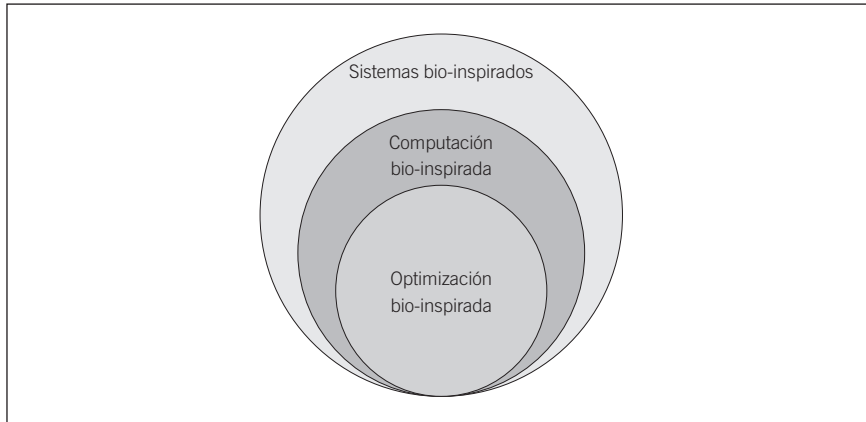 Sistemas bio-inspirados
Computación
bio-inspirada
Optimización
bio-inspirada